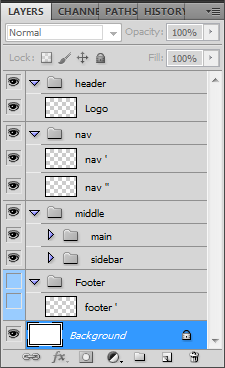 LAYERS CHANNE PATHS HISTORY
Normal Opacity: 100%
Lock: Fill: 100%
header
Logo
nav
nav '
nav "
middle
main
sidebar
Footer
footer '
Background
fx